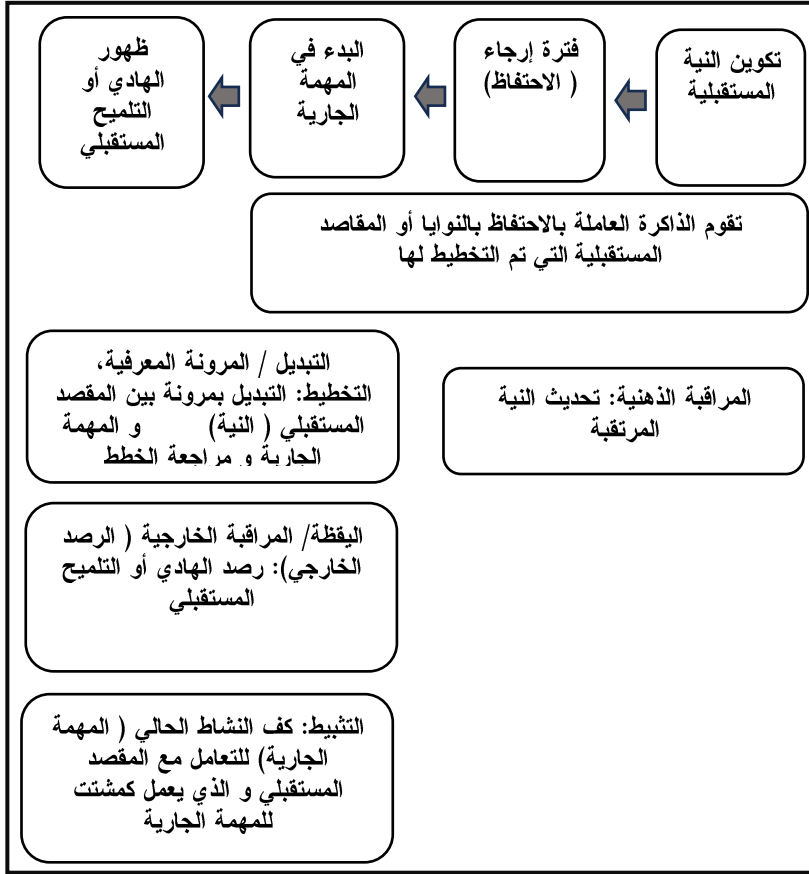 تكوين النية
المستقبلية
فترة إرجاء
( الاحتفاظ)
البدء في
المهمة
الجارية
ظهور
الهادي أو
التلميح
المستقبلي
تقوم الذاكرة العاملة بالاحتفاظ بالنوايا أو المقاصد
المستقبلية التي تم التخطيط لها
المراقبة الذهنية: تحديث النية
المرتقبة
التبديل / المرونة المعرفية،
التخطيط: التبديل بمرونة بين المقصد
المستقبلي ( النية) و المهمة
الجارية و مراجعة الخطط
اليقظة/ المراقبة الخارجية ( الرصد
الخارجي): رصد الهادي أو التلميح
المستقبلي
التثبيط: كف النشاط الحالي ( المهمة
الجارية) للتعامل مع المقصد
المستقبلي و الذي يعمل كمشتت
للمهمة الجارية